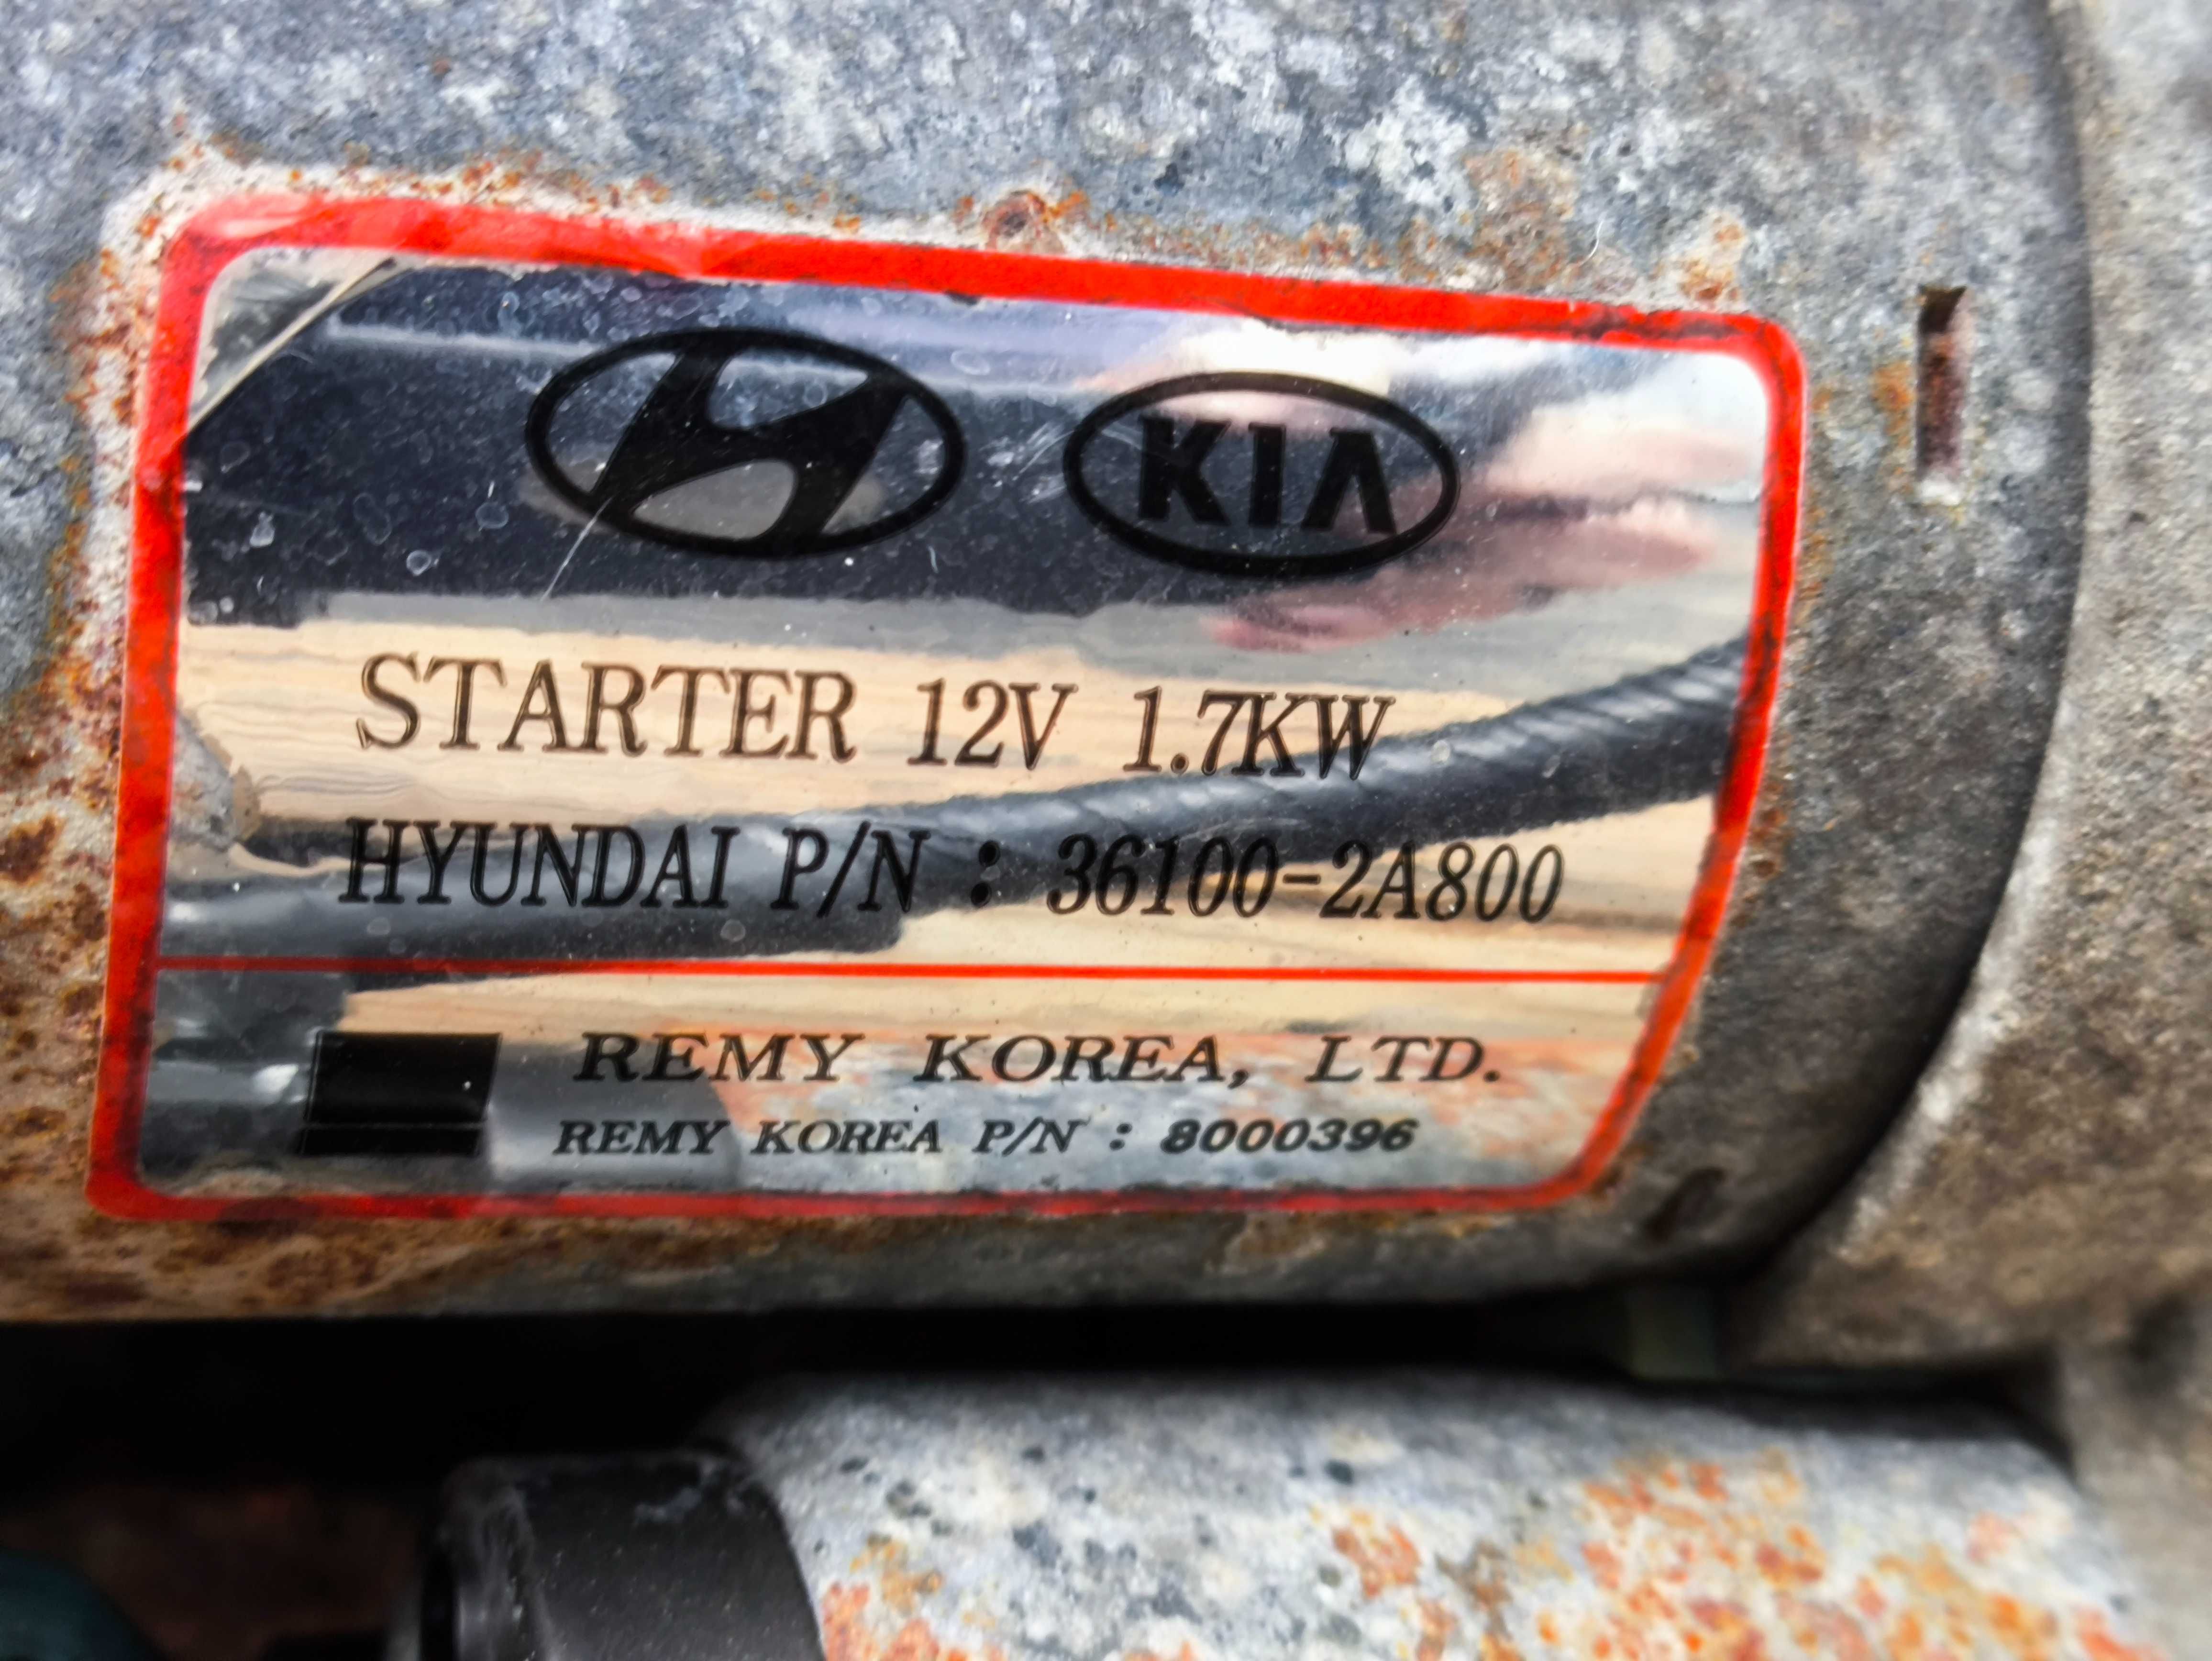 KIA
STARTER 12V 1.7KW
HYUNDAI P/N : 36100-2A800
REMY KOREA, LTD.
REMY KOREA P/N : 8000396